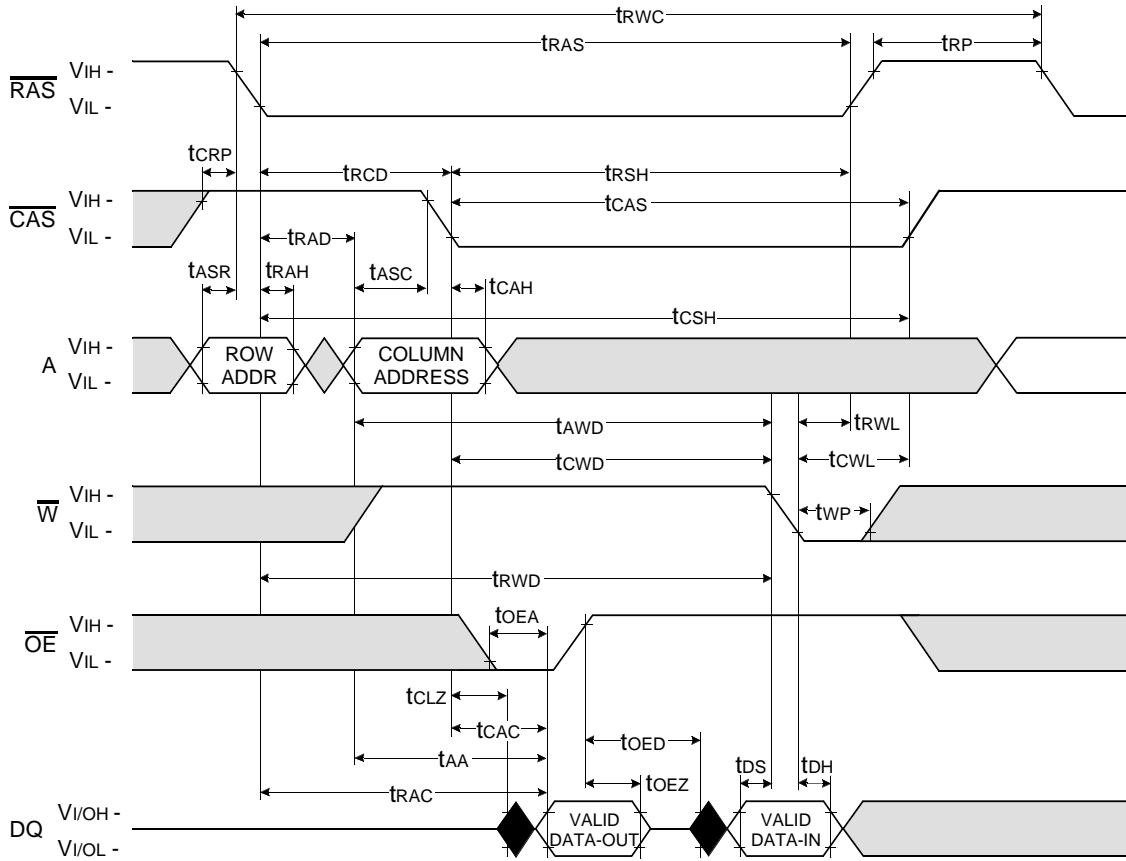 tRWC
tRAS
tRP
RAS
VIH -
VIL -
tCRP
tRCD
tRSH
CAS
VIH -
VIL -
tCAS
tRAD
tASR
tRAH
tASC
tCAH
tCSH
A
VIH -
VIL -
ROW
ADDR
COLUMN
ADDRESS
tAWD
tRWL
tCWD
tCWL
W
VIH -
VIL -
tWP
tRWD
OE
VIH -
VIL -
tOEA
tCLZ
tCAC
tOED
tAA
tOEZ
tDS
tDH
tRAC
DQ
VI/OH -
VI/OL -
VALID
DATA-OUT
VALID
DATA-IN